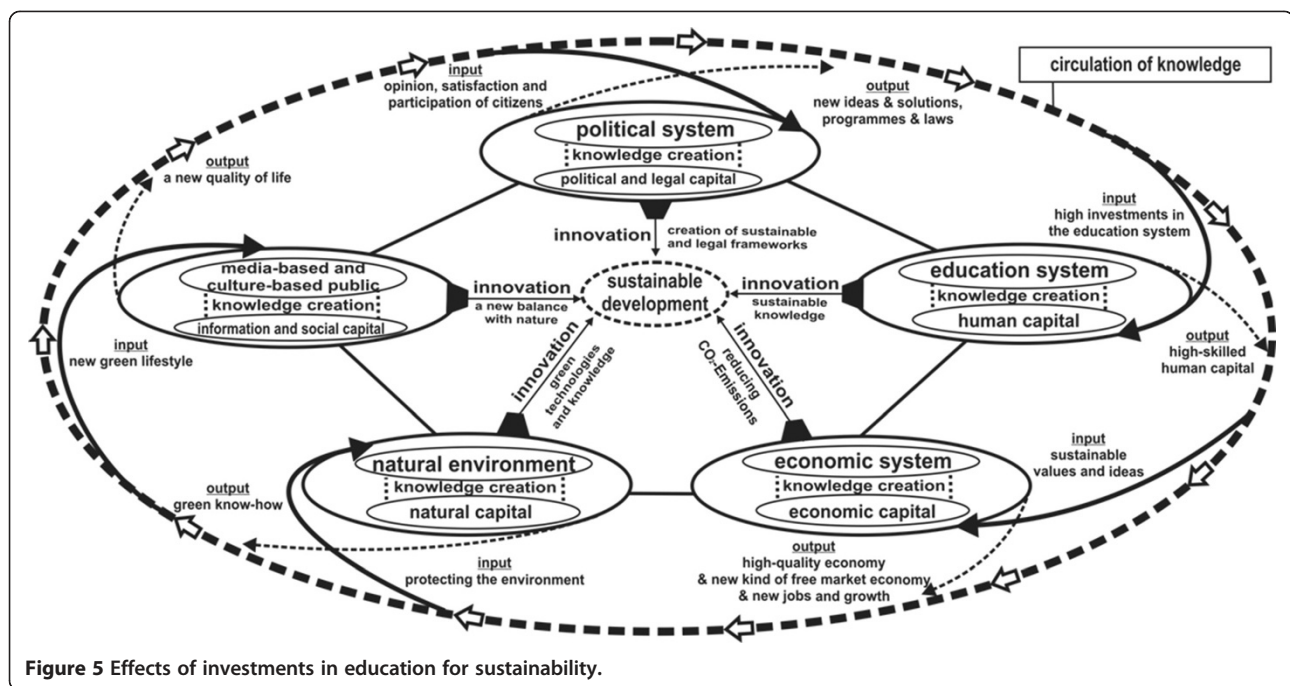 circulation of knowledge
input
opinion, satisfaction and
participation of citizens
output
new ideas & solutions,
programmes & laws
political system
knowledge creation
political and legal capital
output
a new quality of life
input
high investments in
the education system
innovation
creation of sustainable
and legal frameworks
media-based and
culture-based public
knowledge creation
information and social capital
innovation
a new balance
with nature
sustainable
development
innovation
sustainable
knowledge
education system
knowledge creation
human capital
input
new green lifestyle
output
high-skilled
human capital
innovation
green
technologies
and knowledge
innovation
reducing
CO₂-Emissions
natural environment
knowledge creation
natural capital
economic system
knowledge creation
economic capital
input
sustainable
values and ideas
output
green know-how
input
protecting the environment
output
high-quality economy
& new kind of free market economy
& new jobs and growth
Figure 5 Effects of investments in education for sustainability.